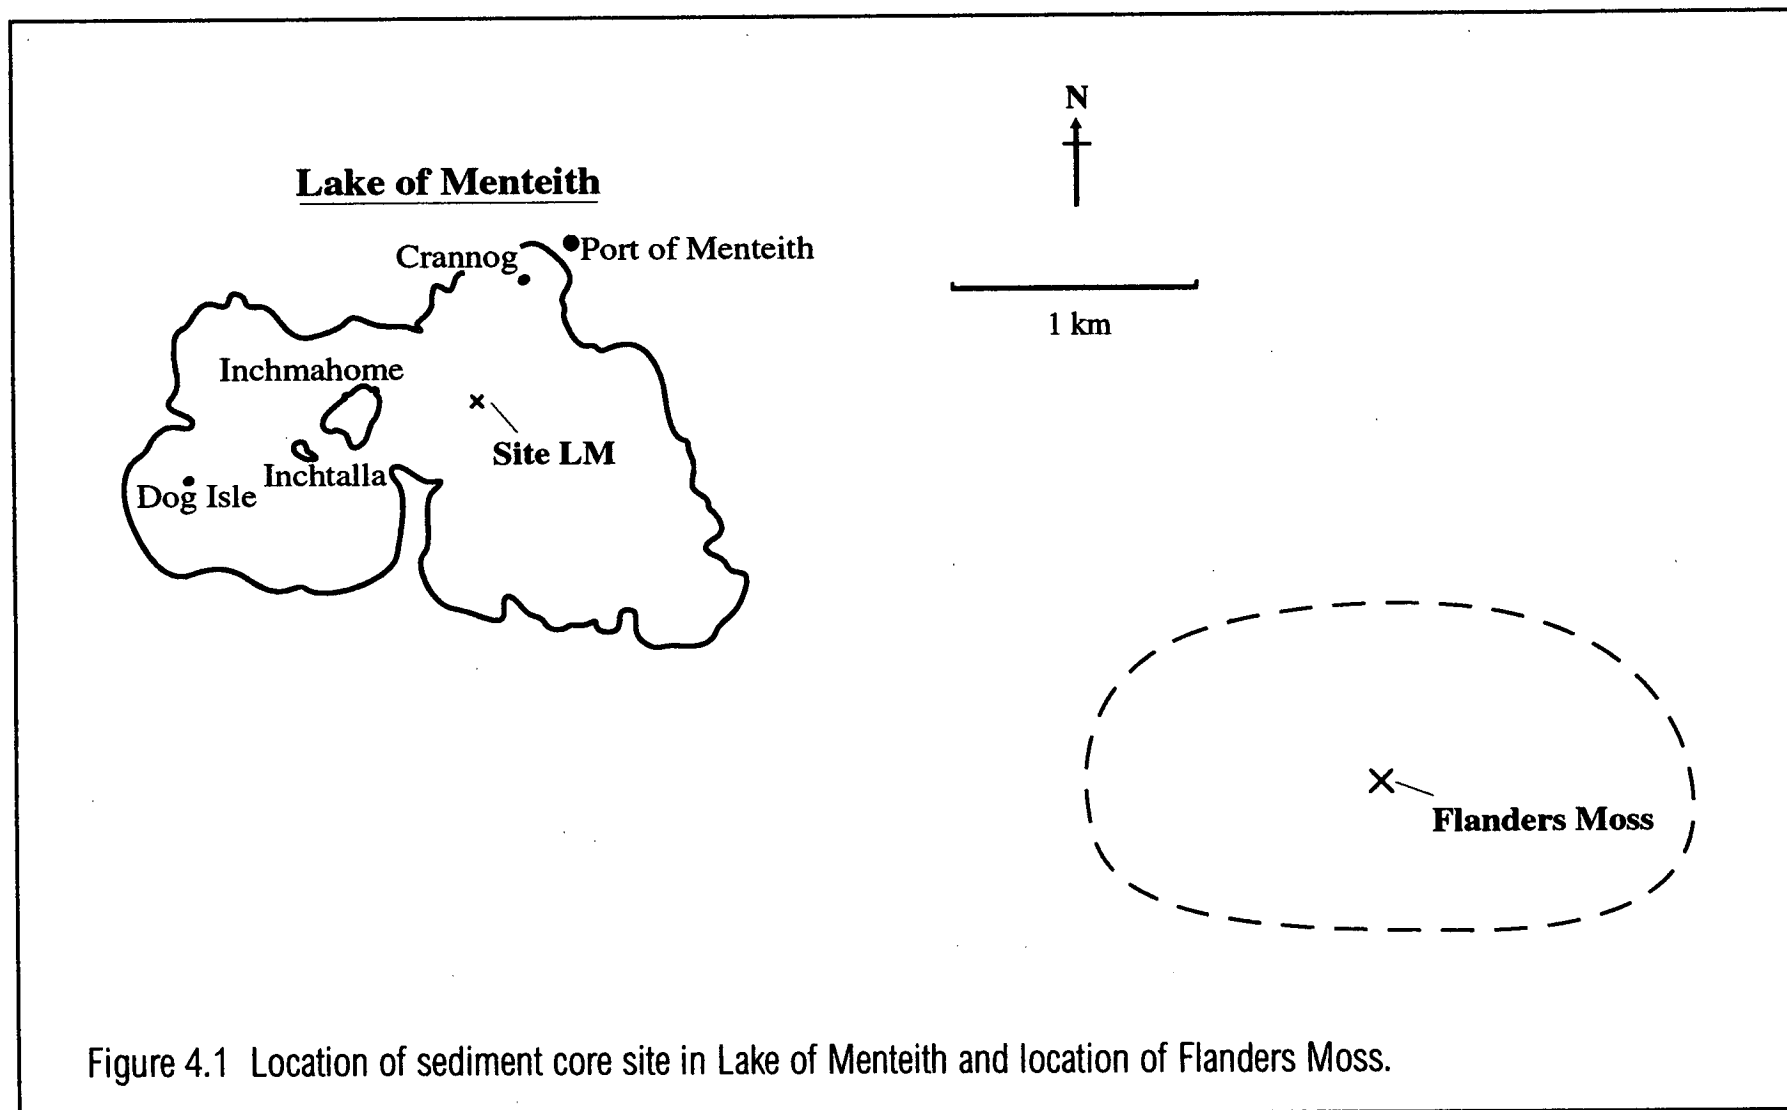 N
Lake of Menteith
Crannog
Port of Menteith
1 km
Inchmahome
Site LM
Inchtalla
Dog Isle
Flanders Moss
Figure 4.1 Location of sediment core site in Lake of Menteith and location of Flanders Moss.